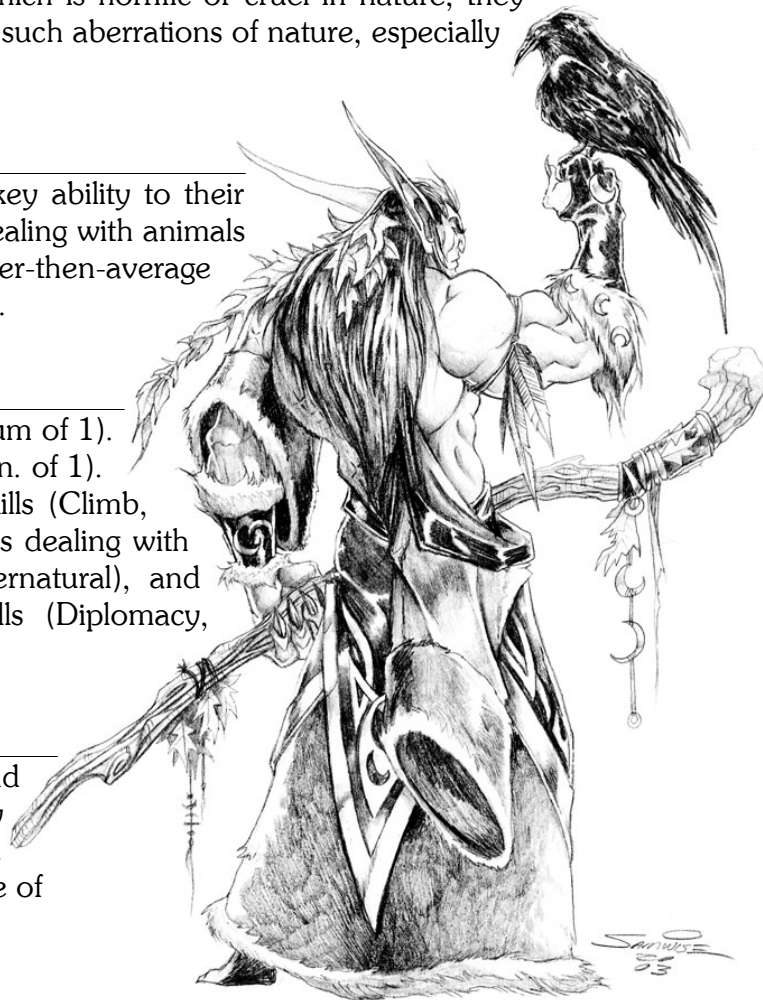 which is horrific or cruel in nature, they
such aberrations of nature, especially
key ability to their
ealing with animals
er-then-average
.
um of 1).
n. of 1).
ills (Climb,
s dealing with
ernatural), and
lls (Diplomacy,
d
y
e of
Samwise
03